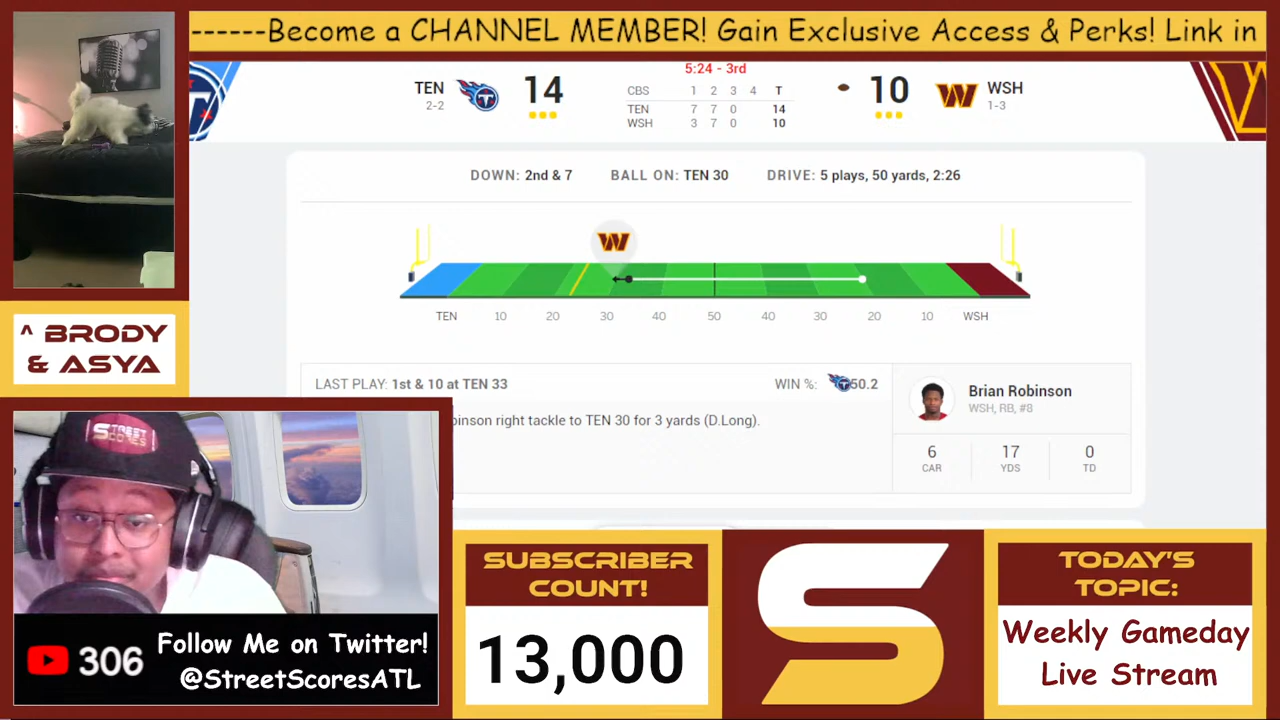 ------Become a CHANNEL MEMBER! Gain Exclusive Access & Perks! Link in
5:24 - 3rd
TEN
2-2
14
CBS 1 2 3 4 T
TEN 7 7 0 14
WSH 3 7 0 10
10
WSH
1-3
DOWN: 2nd & 7 BALL ON: TEN 30 DRIVE: 5 plays, 50 yards, 2:26
TEN 10 20 30 40 50 40 30 20 10 WSH
^ BRODY
& ASYA
LAST PLAY: 1st & 10 at TEN 33
WIN %: 50.2
binson right tackle to TEN 30 for 3 yards (D.Long).
Brian Robinson
WSH, RB, #8
6 17 0
CAR YDS TD
STREET
SCORES
306
Follow Me on Twitter!
@StreetScoresATL
SUBSCRIBER
COUNT!
13,000
S
TODAY'S
TOPIC:
Weekly Gameday
Live Stream